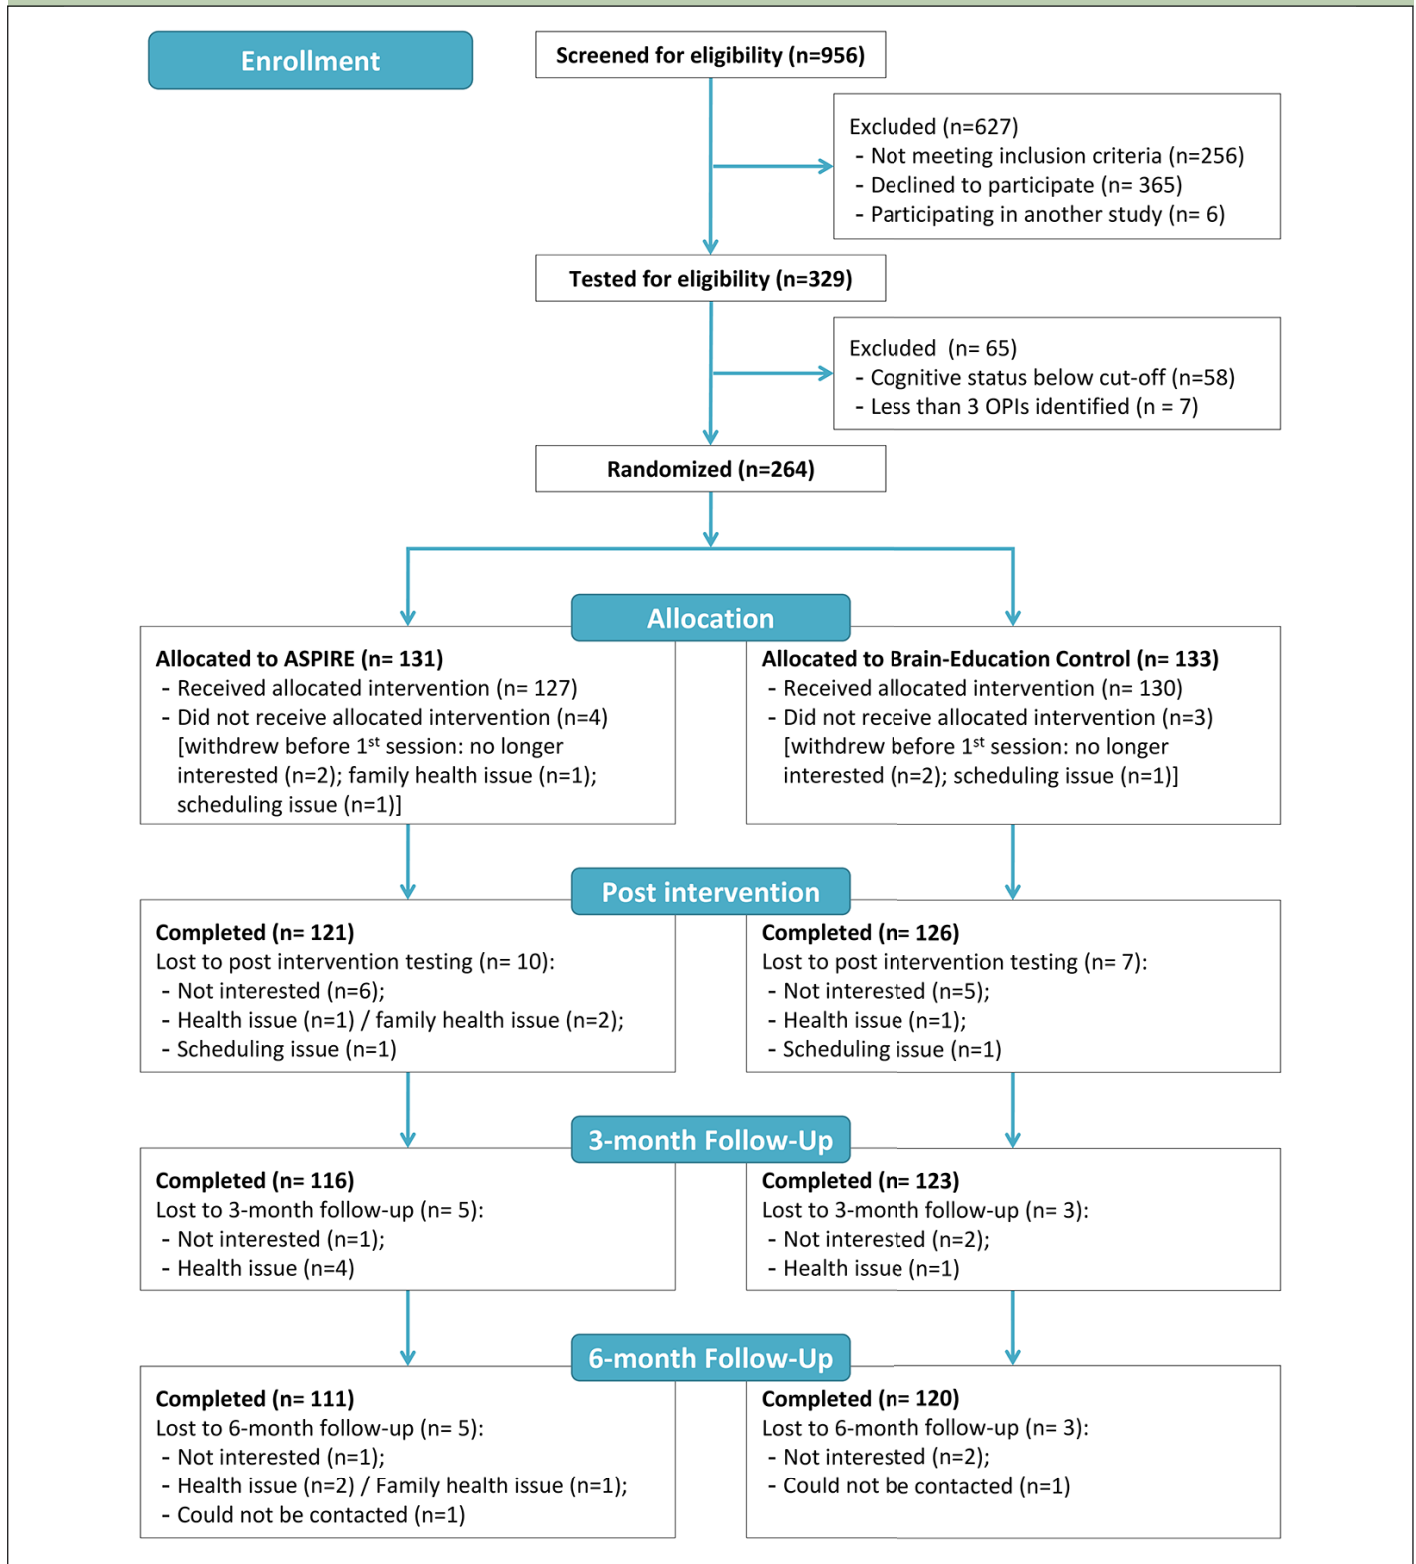 Enrollment
Screened for eligibility (n=956)
Excluded (n=627)
- Not meeting inclusion criteria (n=256)
- Declined to participate (n= 365)
- Participating in another study (n= 6)
Tested for eligibility (n=329)
Excluded  (n= 65)
- Cognitive status below cut-off (n=58)
- Less than 3 OPIs identified (n = 7)
Randomized (n=264)
Allocation
Allocated to ASPIRE (n= 131)
- Received allocated intervention (n= 127)
- Did not receive allocated intervention (n=4)
[withdrew before 1st session: no longer
interested (n=2); family health issue (n=1);
scheduling issue (n=1)]
Allocated to Brain-Education Control (n= 133)
- Received allocated intervention (n= 130)
- Did not receive allocated intervention (n=3)
[withdrew before 1st session: no longer
interested (n=2); scheduling issue (n=1)]
Post intervention
Completed (n= 121)
Lost to post intervention testing (n= 10):
- Not interested (n=6);
- Health issue (n=1) / family health issue (n=2);
- Scheduling issue (n=1)
Completed (n= 126)
Lost to post intervention testing (n= 7):
- Not interested (n=5);
- Health issue (n=1);
- Scheduling issue (n=1)
3-month Follow-Up
Completed (n= 116)
Lost to 3-month follow-up (n= 5):
- Not interested (n=1);
- Health issue (n=4)
Completed (n= 123)
Lost to 3-month follow-up (n= 3):
- Not interested (n=2);
- Health issue (n=1)
6-month Follow-Up
Completed (n= 111)
Lost to 6-month follow-up (n= 5):
- Not interested (n=1);
- Health issue (n=2) / Family health issue (n=1);
- Could not be contacted (n=1)
Completed (n= 120)
Lost to 6-month follow-up (n= 3):
- Not interested (n=2);
- Could not be contacted (n=1)